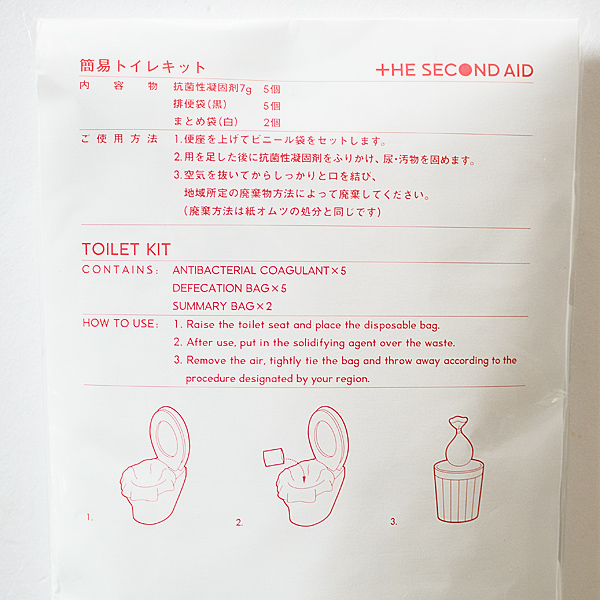 簡易トイレキット
THE SECOND AID
内容物 抗菌性凝固剤7g 5個
排便袋(黒) 5個
まとめ袋(白) 2個
ご使用方法 1.便座を上げてビニール袋をセットします。
2.用を足した後に抗菌性凝固剤をふりかけ、尿・汚物を固めます。
3.空気を抜いてからしっかりと口を結び、
地域所定の廃棄物方法によって廃棄してください。
(廃棄方法は紙オムツの処分と同じです)
TOILET KIT
CONTAINS: ANTIBACTERIAL COAGULANT×5
DEFECATION BAG×5
SUMMARY BAG×2
HOW TO USE: 1. Raise the toilet seat and place the disposable bag.
2. After use, put in the solidifying agent over the waste.
3. Remove the air, tightly tie the bag and throw away according to the
procedure designated by your region.
1. 2. 3.